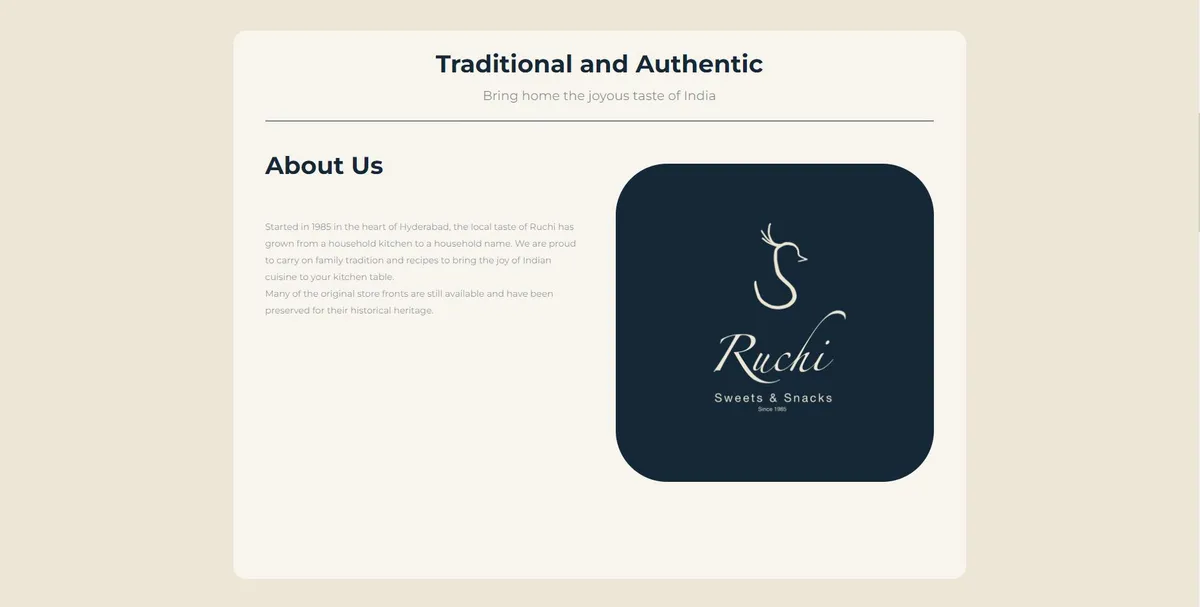 Traditional and Authentic
Bring home the joyous taste of India
About Us
Started in 1985 in the heart of Hyderabad, the local taste of Ruchi has
grown from a household kitchen to a household name. We are proud
to carry on family tradition and recipes to bring the joy of Indian
cuisine to your kitchen table.
Many of the original store fronts are still available and have been
preserved for their historical heritage.
Ruchi
Sweets & Snacks
Since 1985